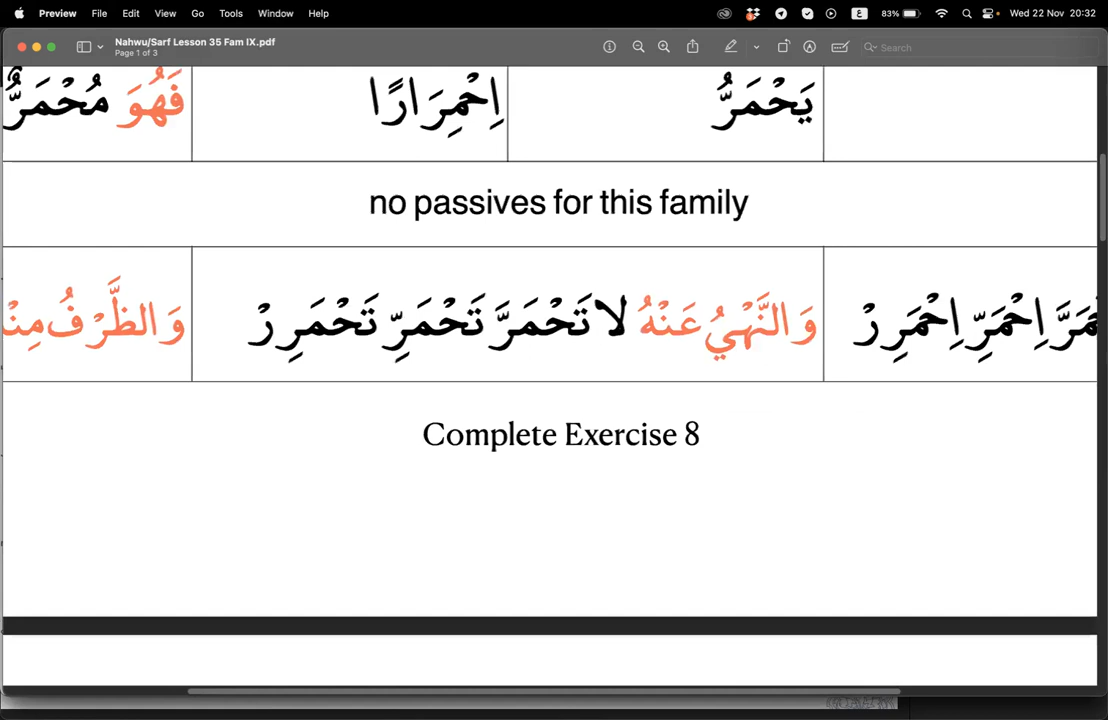 Preview File Edit View Go Tools Window Help 83% Wed 22 Nov 20:32
Nahwu/Sarf Lesson 35 Fam IX.pdf
Page 1 of 3
Search
يَحْمَرُّ اِحْمِرَارًا فَهُوَ مُحْمَرٌّ
no passives for this family
اِحْمَرِّ اِحْمَرِرْ وَالنَّهْيُ عَنْهُ لَا تَحْمَرَّ تَحْمَرِّ تَحْمَرِرْ وَالظَّرْفُ
Complete Exercise 8